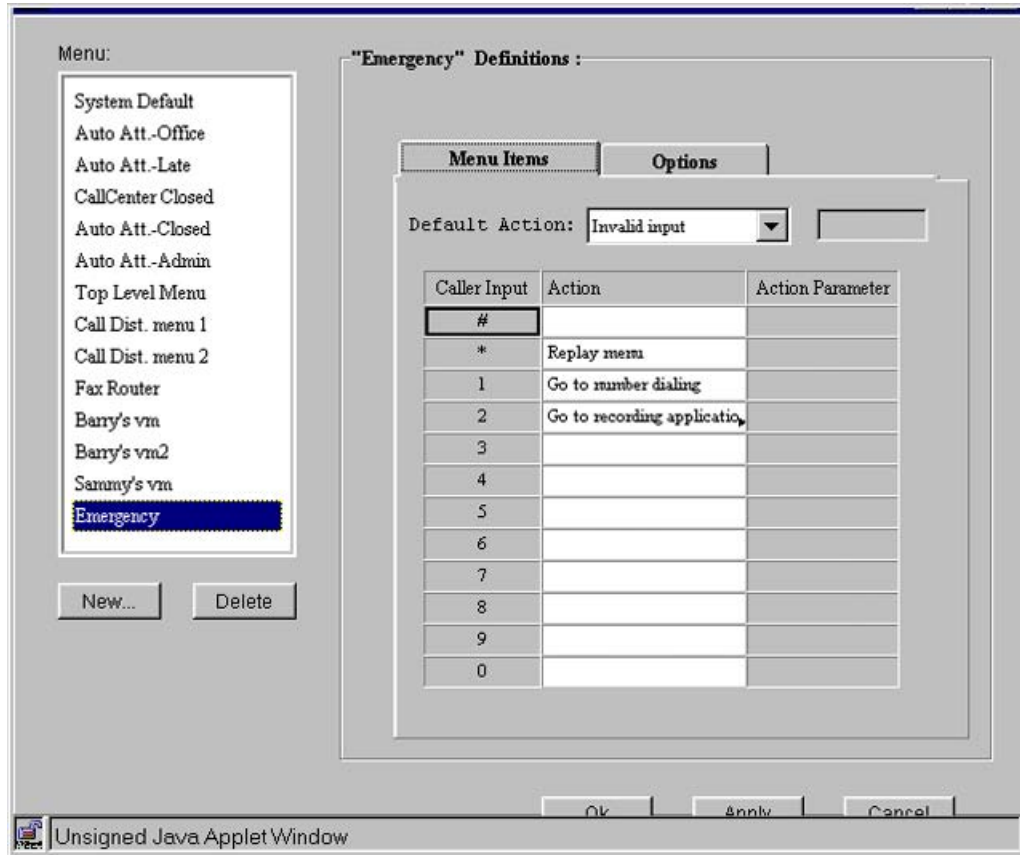 Menu:
System Default
Auto Att.-Office
Auto Att.-Late
CallCenter Closed
Auto Att.-Closed
Auto Att.-Admin
Top Level Menu
Call Dist. menu 1
Call Dist. menu 2
Fax Router
Barry's vm
Barry's vm2
Sammy's vm
Emergency
New...
Delete
"Emergency" Definitions :
Menu Items
Options
Default Action: Invalid input
Caller Input Action Action Parameter
#
* Replay menu
1 Go to number dialing
2 Go to recording applicatio
3
4
5
6
7
8
9
0
Ok Apply Cancel
Unsigned Java Applet Window